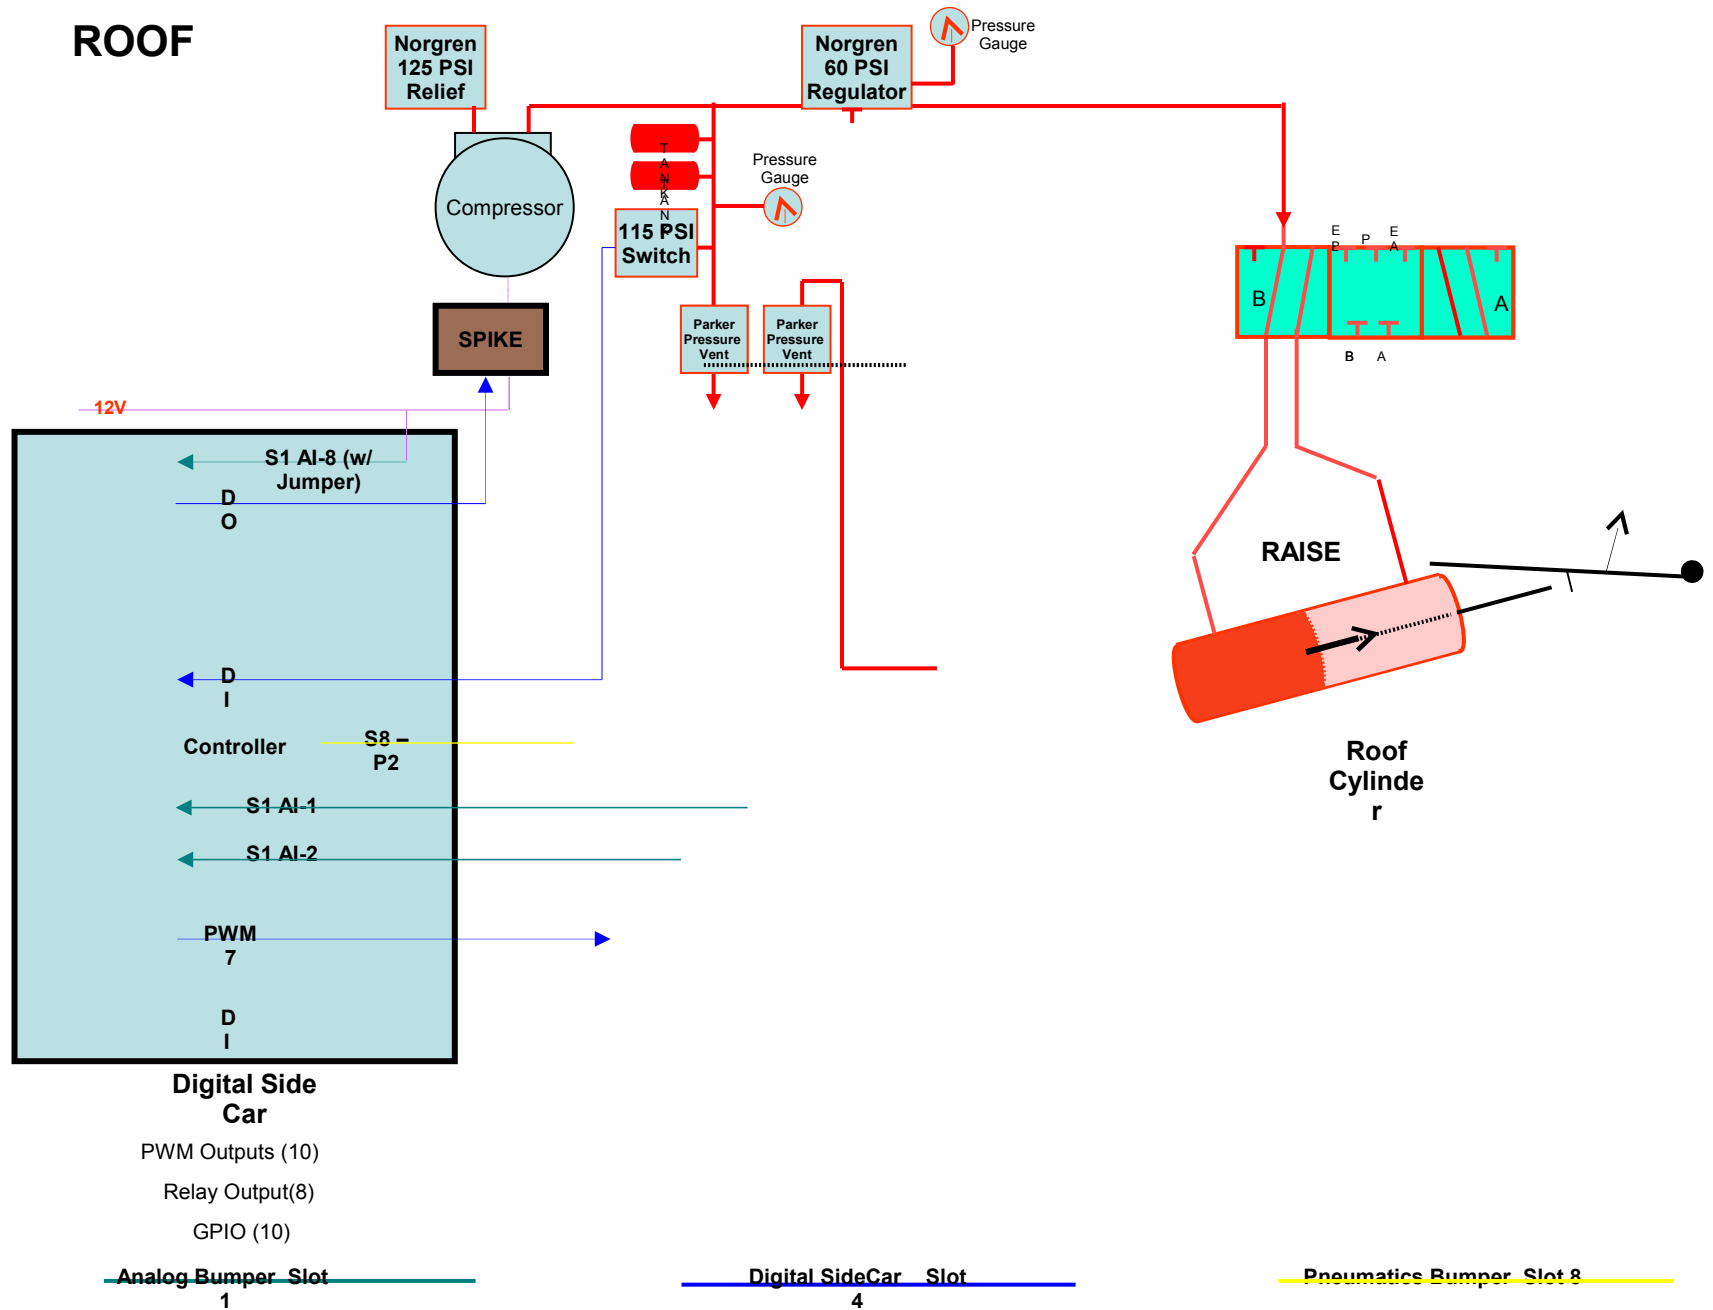 ROOF
Norgren
125 PSI
Relief
Norgren
60 PSI
Regulator
Pressure
Gauge
TANK
TANK
Pressure
Gauge
Compressor
115 PSI
Switch
SPIKE
Parker
Pressure
Vent
Parker
Pressure
Vent
E
P
E
B
A
B
A
B
A
12V
S1 AI-8 (w/
Jumper)
D
O
RAISE
D
I
Controller
S8 –
P2
S1 AI-1
S1 AI-2
PWM
7
D
I
Roof
Cylinde
r
Digital Side
Car
PWM Outputs (10)
Relay Output(8)
GPIO (10)
Analog Bumper Slot
1
Digital SideCar Slot
4
Pneumatics Bumper Slot 8